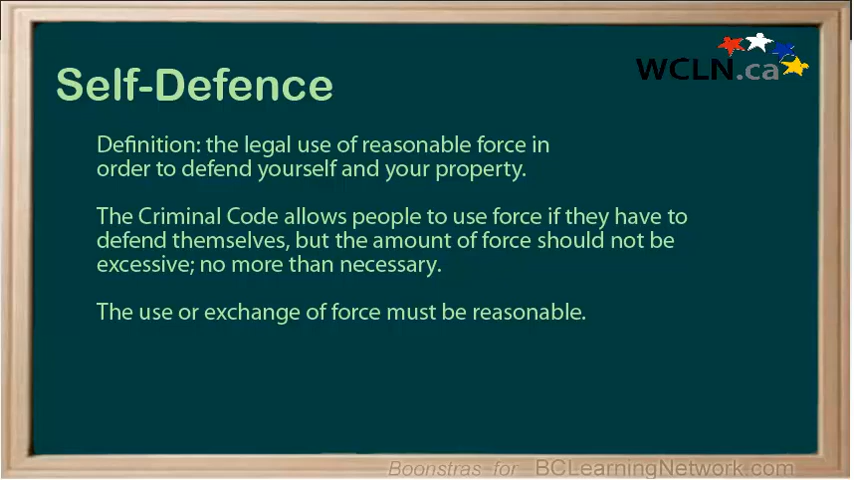 WCLN.ca
Self-Defence
Definition: the legal use of reasonable force in
order to defend yourself and your property.
The Criminal Code allows people to use force if they have to
defend themselves, but the amount of force should not be
excessive; no more than necessary.
The use or exchange of force must be reasonable.
Boonstras for BCLearningNetwork.com